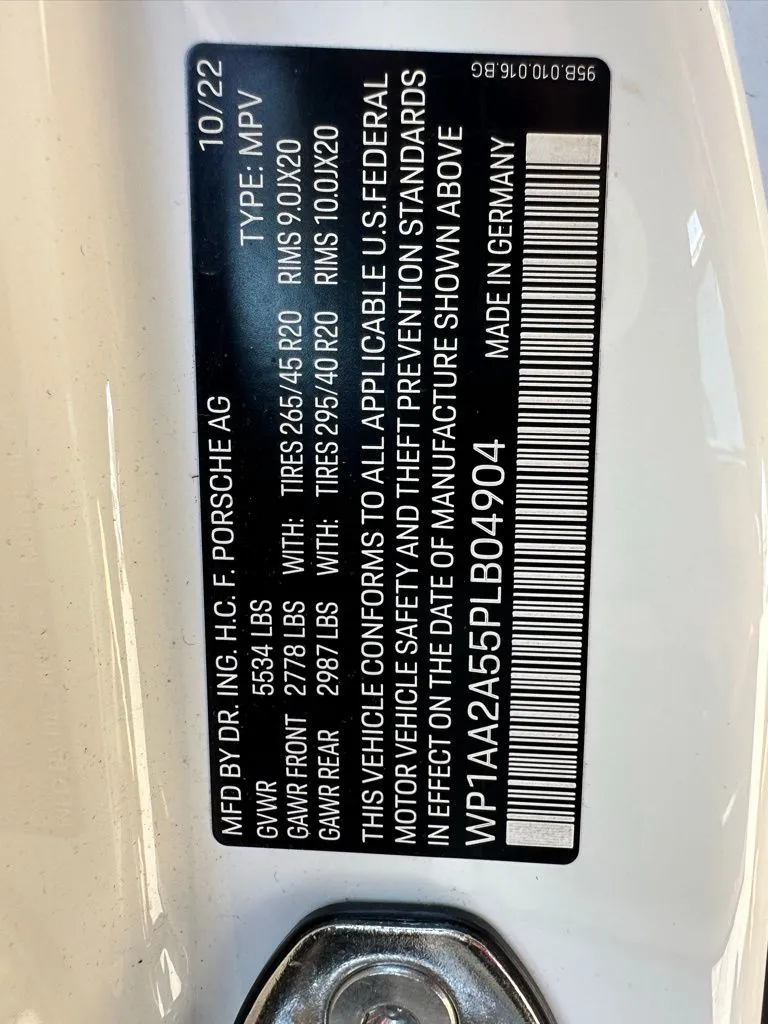 MFD BY DR. ING. H.C. F. PORSCHE AG 10/22
GVWR 5534 LBS TYPE: MPV
GAWR FRONT 2778 LBS WITH: TIRES 265/45 R20 RIMS 9.0JX20
GAWR REAR 2987 LBS WITH: TIRES 295/40 R20 RIMS 10.0JX20
THIS VEHICLE CONFORMS TO ALL APPLICABLE U.S.FEDERAL
MOTOR VEHICLE SAFETY AND THEFT PREVENTION STANDARDS
IN EFFECT ON THE DATE OF MANUFACTURE SHOWN ABOVE
WP1AA2A55PLB04904 MADE IN GERMANY
95B.010.016.BG